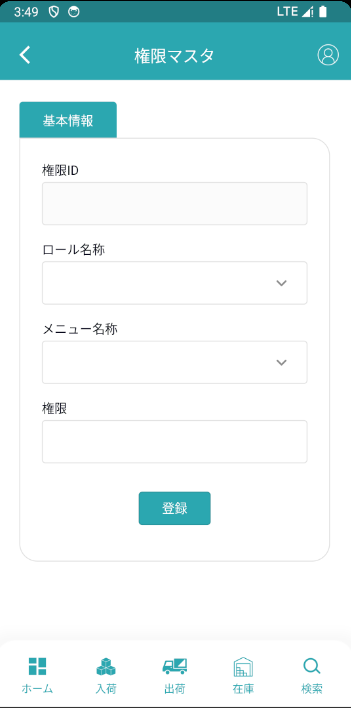 3:49 LTE
権限マスタ
基本情報
権限ID
ロール名称
メニュー名称
権限
登録
ホーム 入荷 出荷 在庫 検索